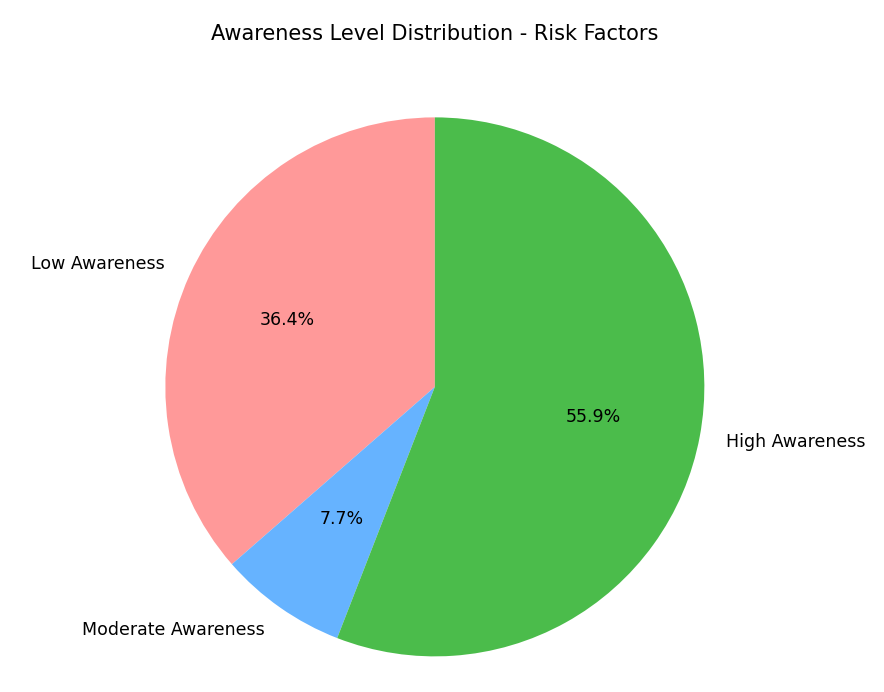 Awareness Level Distribution - Risk Factors
Low Awareness
36.4%
55.9%
High Awareness
7.7%
Moderate Awareness